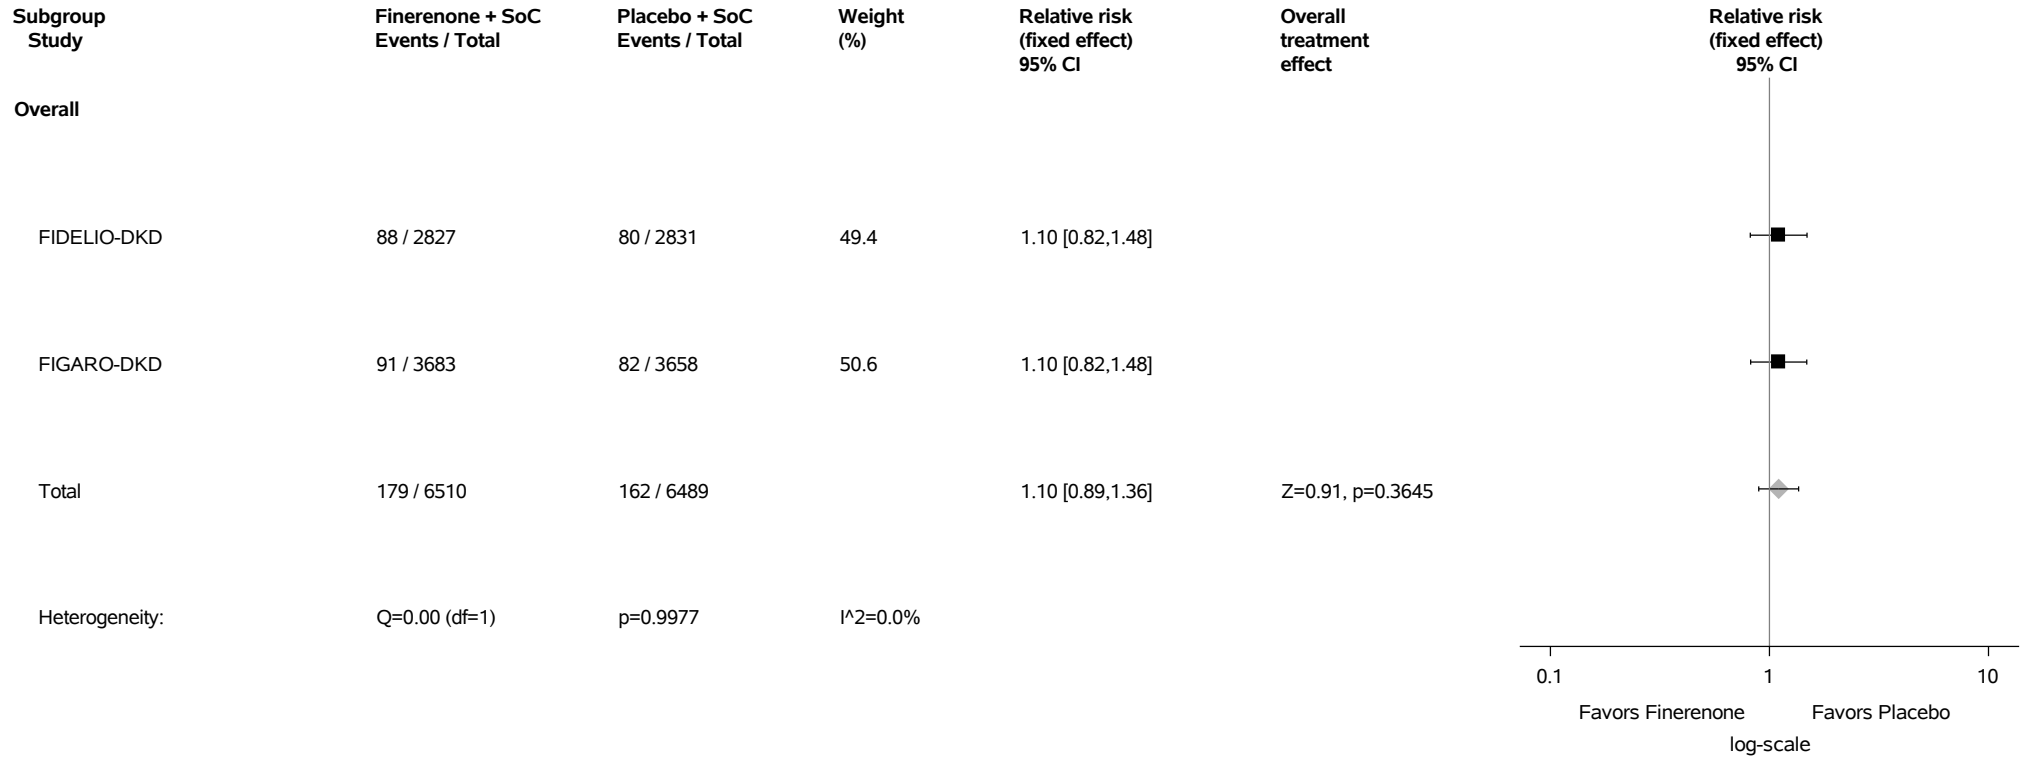 Subgroup Finerenone + SoC Placebo + SoC Weight Relative risk Overall Relative risk
Study Events / Total Events / Total (%) (fixed effect) treatment (fixed effect)
95% CI effect 95% CI
Overall
FIDELIO-DKD 88 / 2827 80 / 2831 49.4 1.10 [0.82,1.48]
FIGARO-DKD 91 / 3683 82 / 3658 50.6 1.10 [0.82,1.48]
Total 179 / 6510 162 / 6489 1.10 [0.89,1.36] Z=0.91, p=0.3645
Heterogeneity: Q=0.00 (df=1) p=0.9977 I^2=0.0%
0.1 1 10
Favors Finerenone Favors Placebo
log-scale